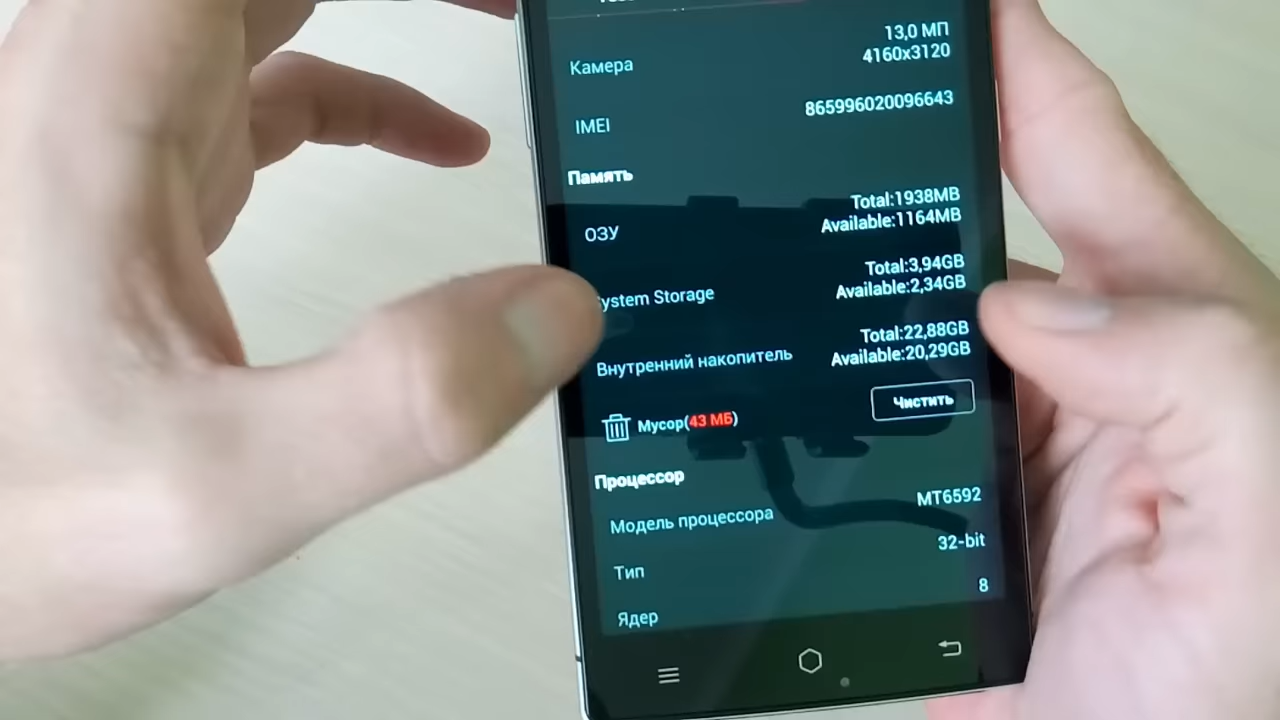 Камера
13,0 МП
4160x3120
IMEI
865996020096643
Память
ОЗУ
Total:1938MB
Available:1164MB
ystem Storage
Total:3,94GB
Available:2,34GB
Внутренний накопитель
Total:22,88GB
Available:20,29GB
Мусор(43 МБ)
Чистить
Процессор
Модель процессора
MT6592
Тип
32-bit
Ядер
8